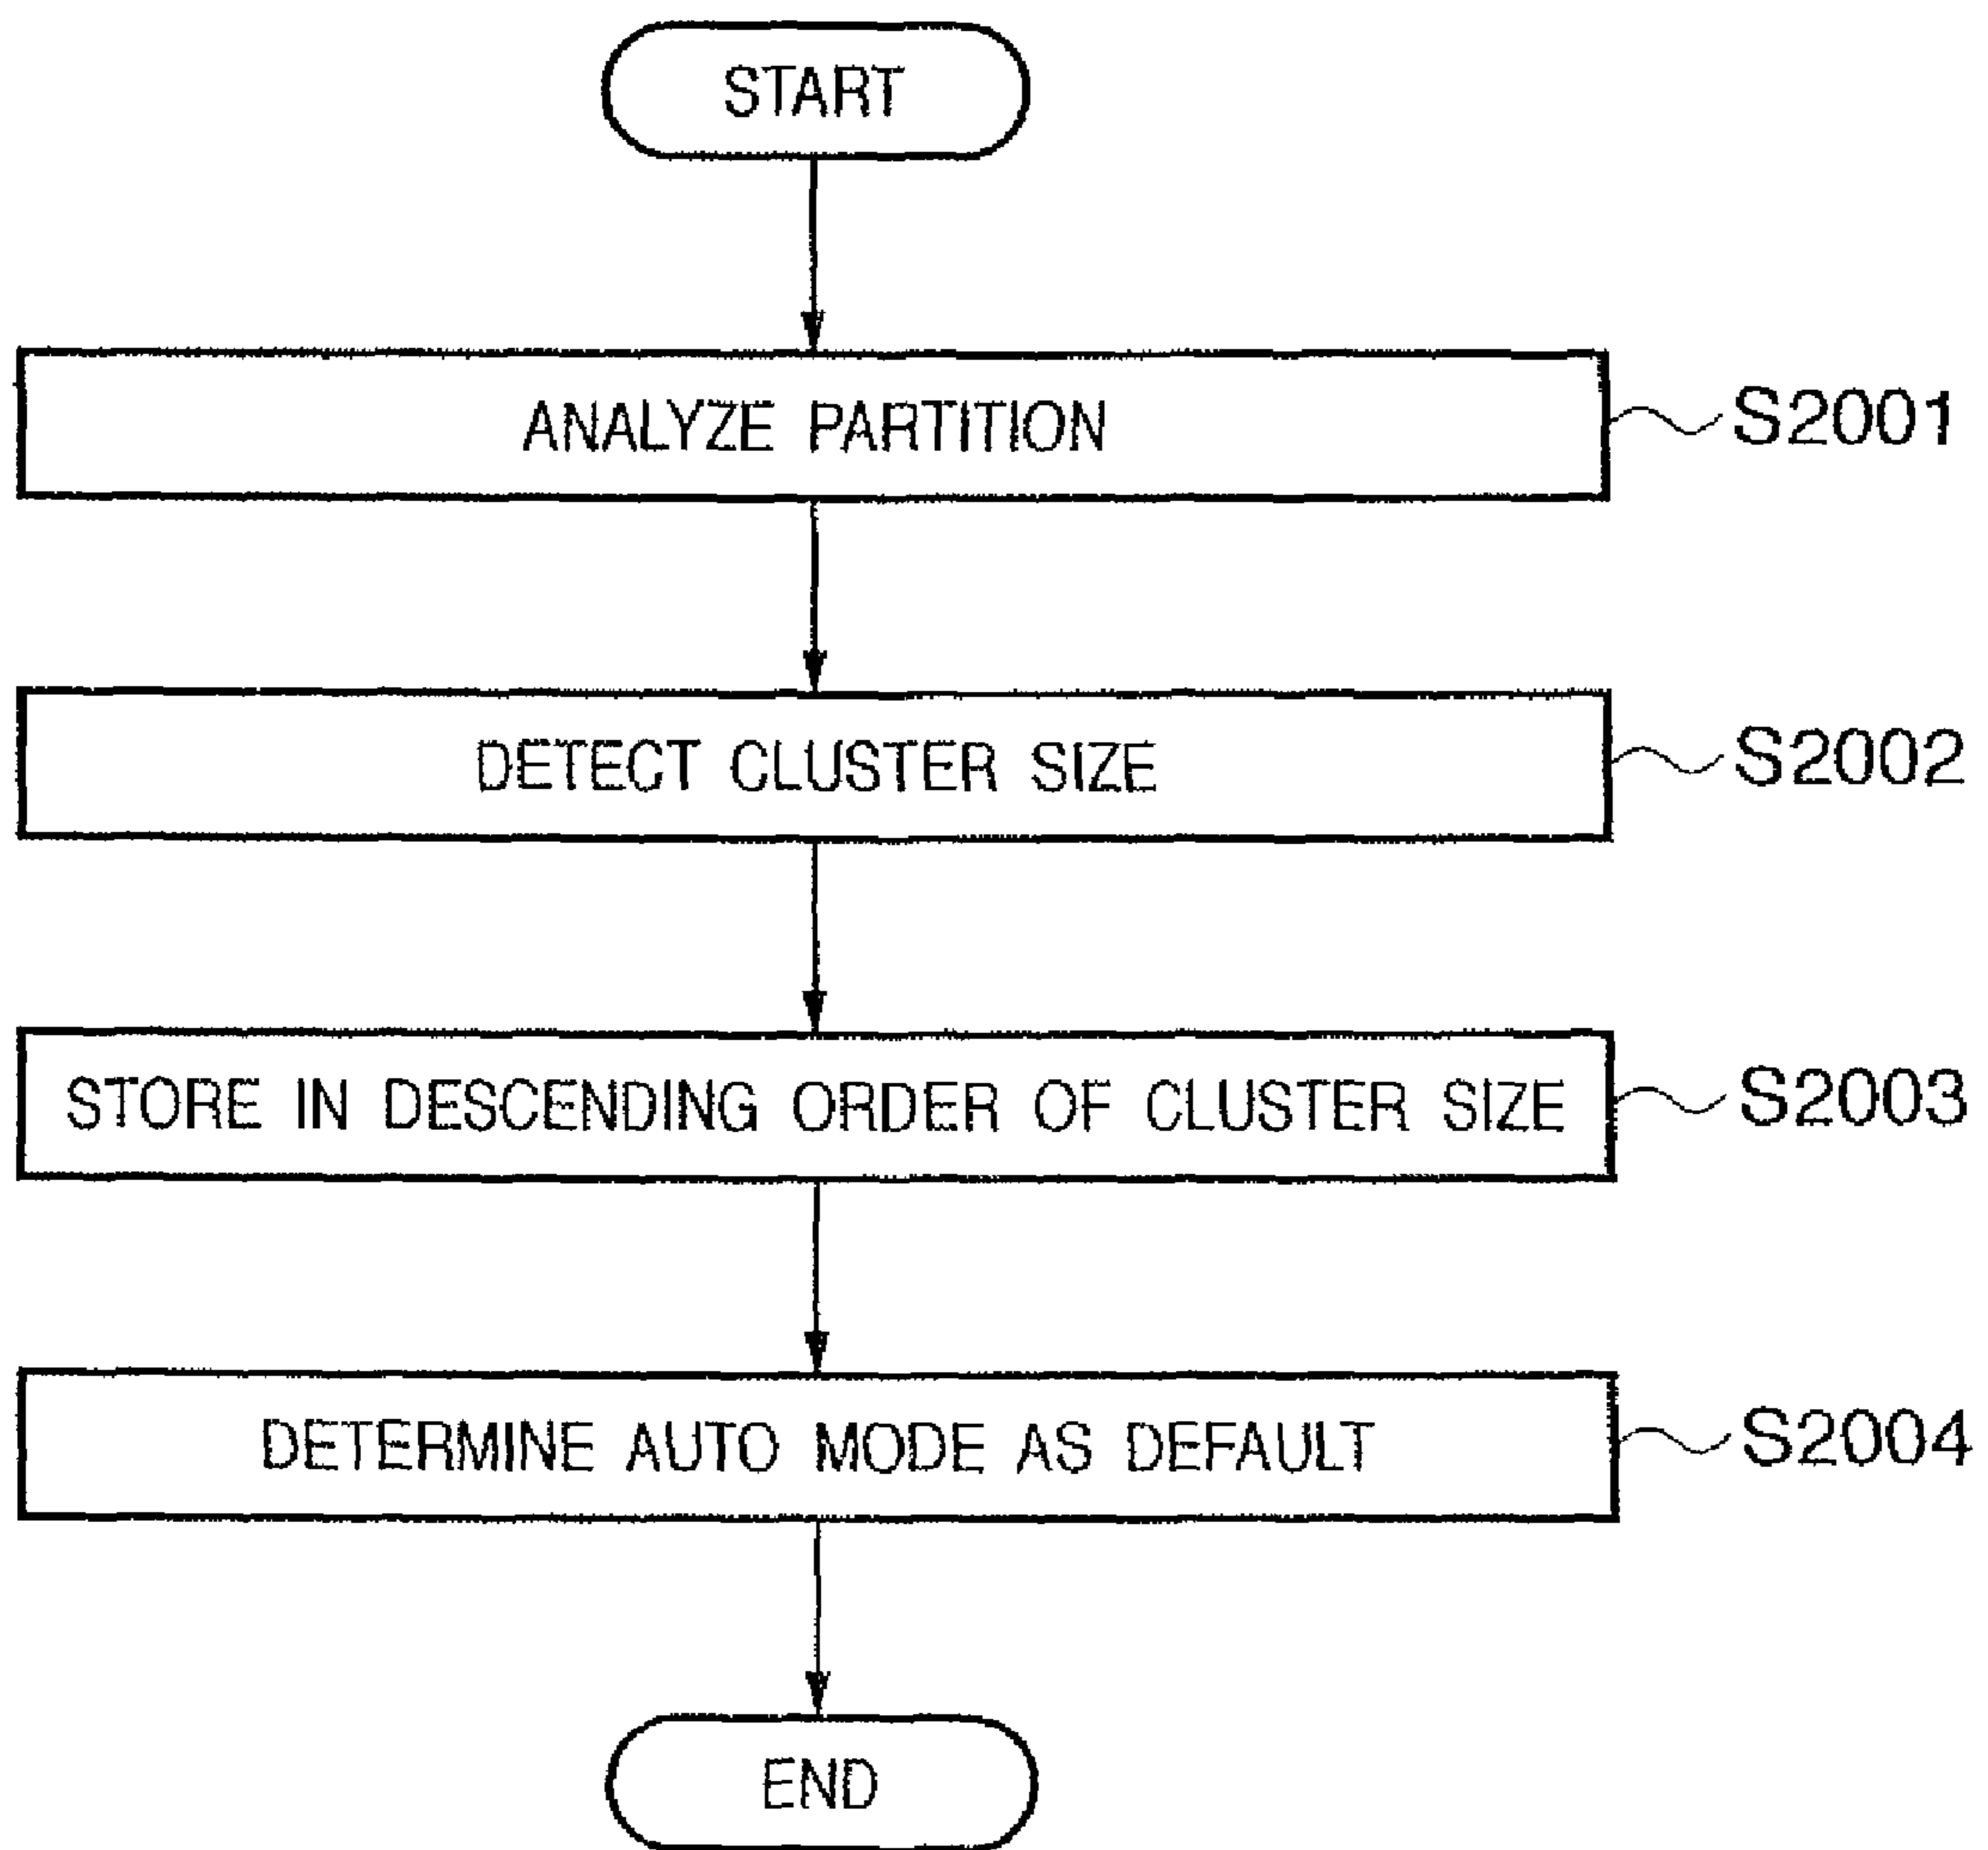 START
ANALYZE PARTITION S2001
DETECT CLUSTER SIZE S2002
STORE IN DESCENDING ORDER OF CLUSTER SIZE S2003
DETERMINE AUTO MODE AS DEFAULT S2004
END